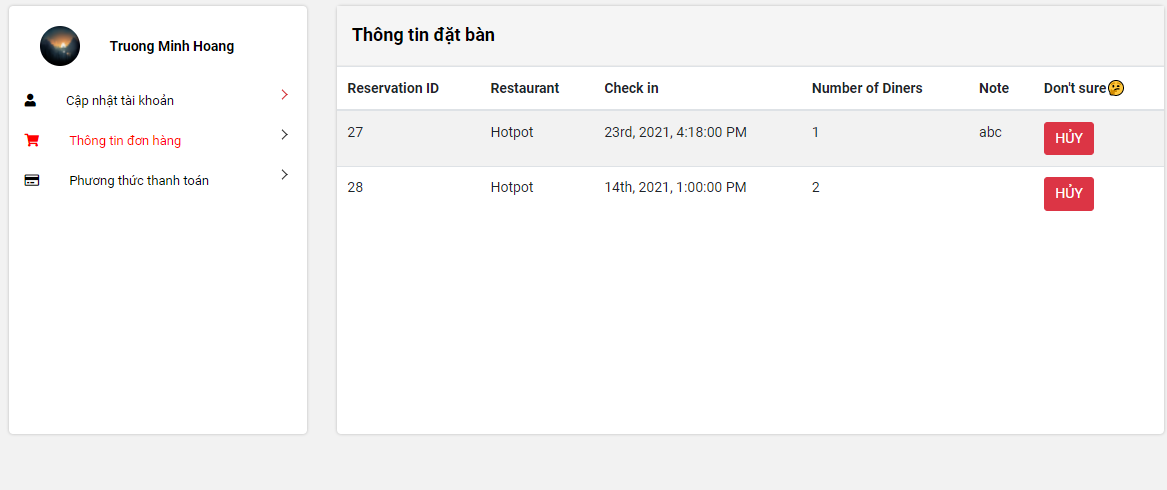 Truong Minh Hoang
Cập nhật tài khoản
Thông tin đơn hàng
Phương thức thanh toán
Thông tin đặt bàn
Reservation ID Restaurant Check in Number of Diners Note Don't sure🤔
27 Hotpot 23rd, 2021, 4:18:00 PM 1 abc HỦY
28 Hotpot 14th, 2021, 1:00:00 PM 2 HỦY